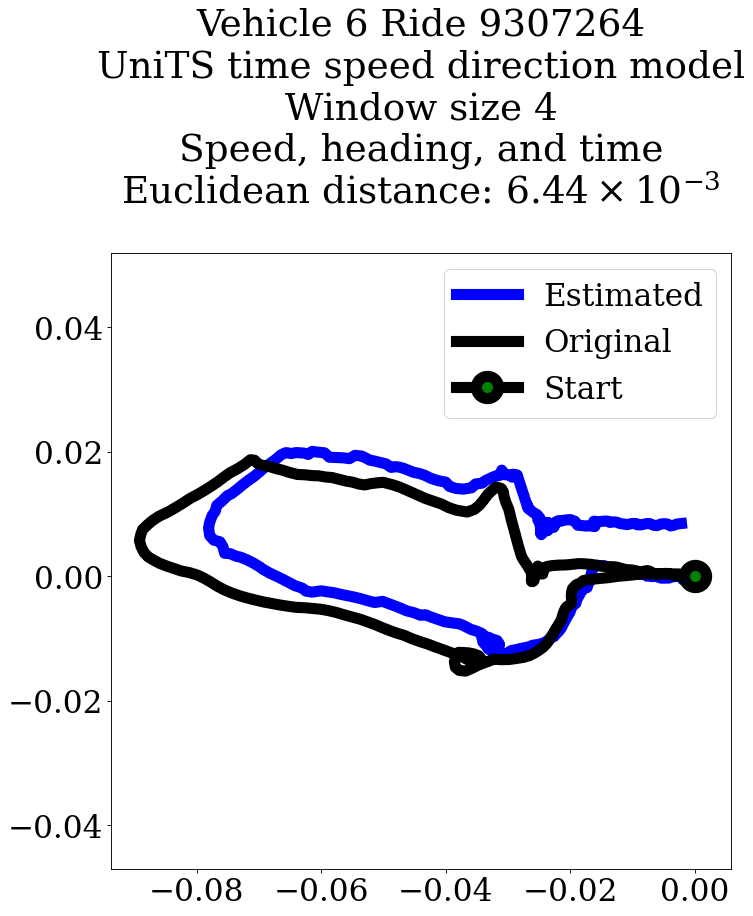 Vehicle 6 Ride 9307264
UniTS time speed direction model
Window size 4
Speed, heading, and time
Euclidean distance: 6.44 × 10⁻³
Estimated
Original
Start
0.04
0.02
0.00
−0.02
−0.04
−0.08 −0.06 −0.04 −0.02 0.00